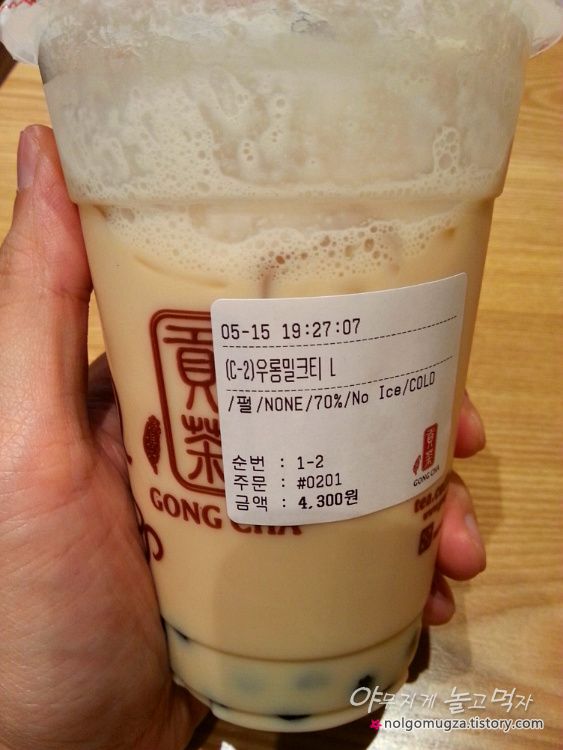 05-15 19:27:07
(C-2)우롱밀크티 L
/펄/NONE/70%/No Ice/COLD
순번 : 1-2
주문 : #0201
금액 : 4,300원
貢茶
GONG CHA
貢茶
GONG CHA
야무지게 놀고먹자
nolgomugza.tistory.com